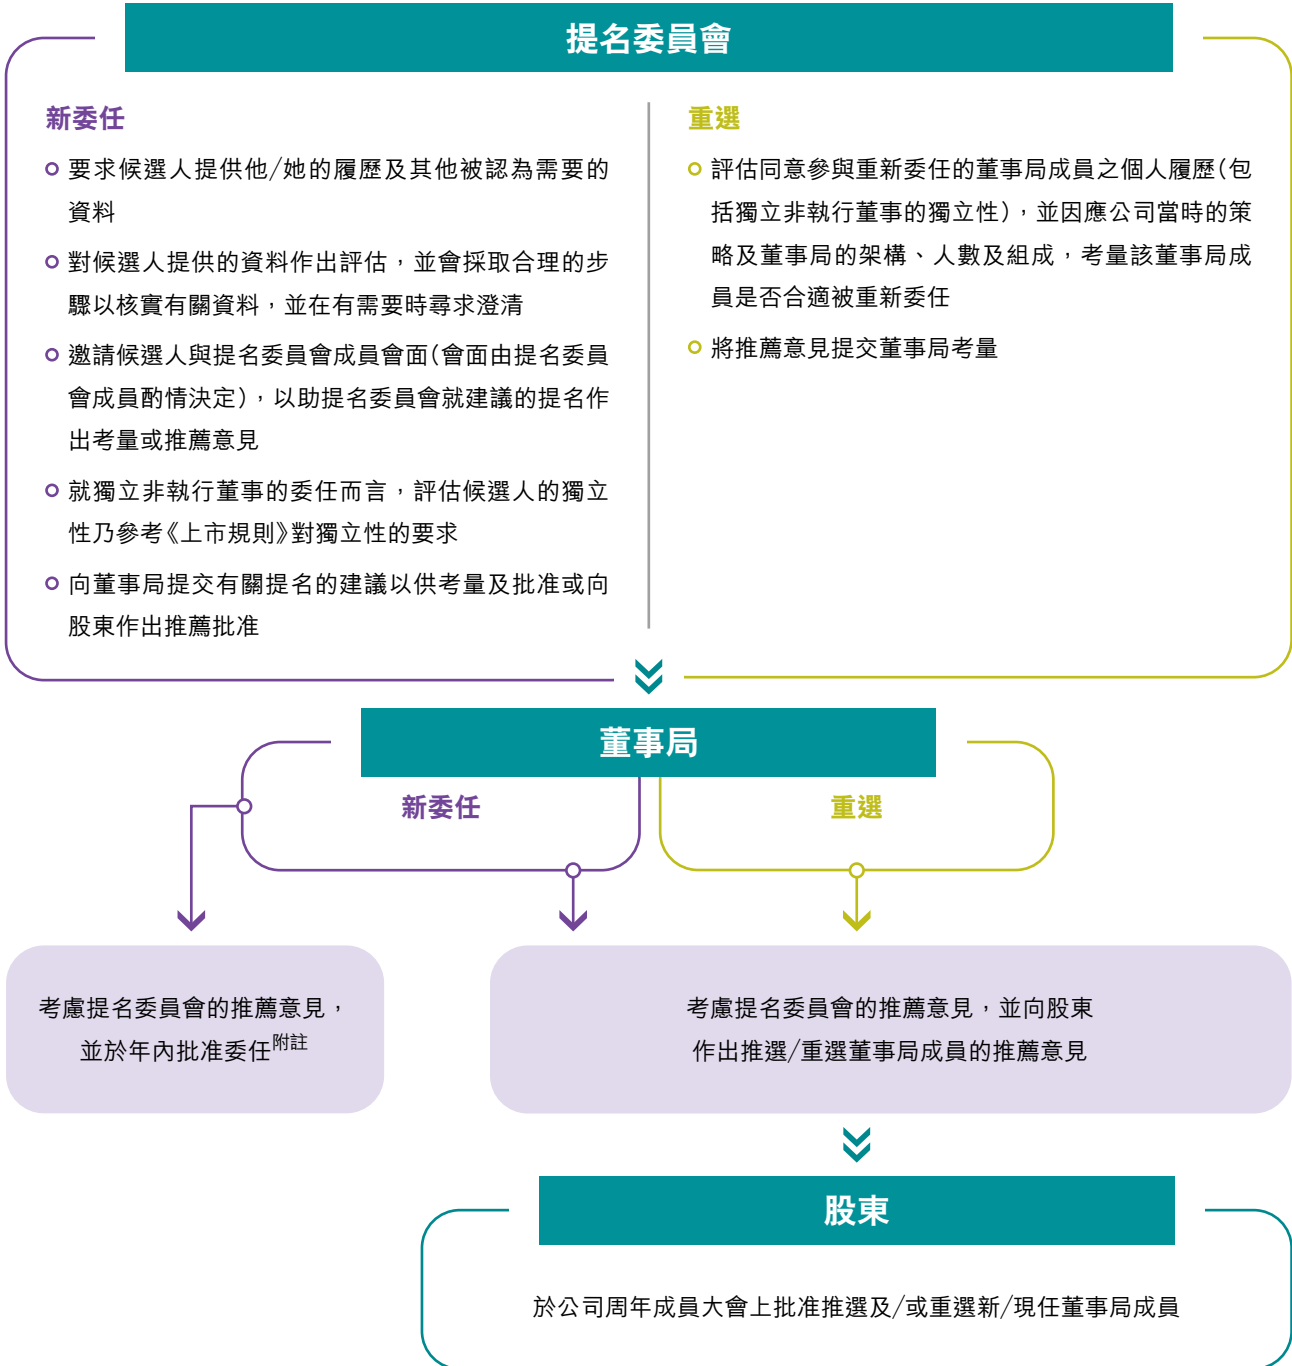 提名委員會
新委任
要求候選人提供他/她的履歷及其他被認為需要的
資料
對候選人提供的資料作出評估，並會採取合理的步
驟以核實有關資料，並在有需要時尋求澄清
邀請候選人與提名委員會成員會面（會面由提名委員
會成員酌情決定），以助提名委員會就建議的提名作
出考量或推薦意見
就獨立非執行董事的委任而言，評估候選人的獨立
性乃參考《上市規則》對獨立性的要求
向董事局提交有關提名的建議以供考量及批准或向
股東作出推薦批准
重選
評估同意參與重新委任的董事局成員之個人履歷（包
括獨立非執行董事的獨立性），並因應公司當時的策
略及董事局的架構、人數及組成，考量該董事局成
員是否合適被重新委任
將推薦意見提交董事局考量
董事局
新委任
重選
考慮提名委員會的推薦意見，
並於年內批准委任附註
考慮提名委員會的推薦意見，並向股東
作出推選/重選董事局成員的推薦意見
股東
於公司周年成員大會上批准推選及/或重選新/現任董事局成員